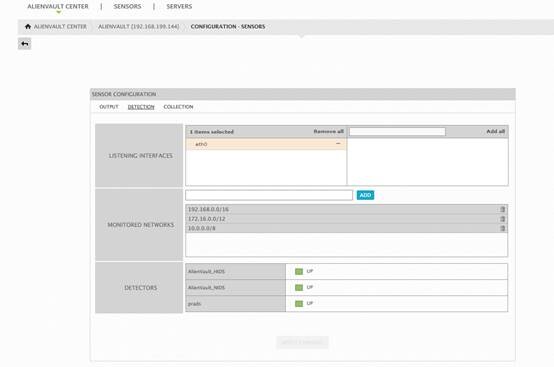 ALIENVAULT CENTER | SENSORS | SERVERS
ALIENVAULT CENTER ALIENVAULT [192.168.199.144] CONFIGURATION - SENSORS
SENSOR CONFIGURATION
OUTPUT DETECTION COLLECTION
LISTENING INTERFACES
1 items selected Remove all Add all
eth0 −
ADD
MONITORED NETWORKS
192.168.0.0/16
172.16.0.0/12
10.0.0.0/8
DETECTORS
AlienVault_HIDS UP
AlienVault_NIDS UP
prads UP
APPLY CHANGES